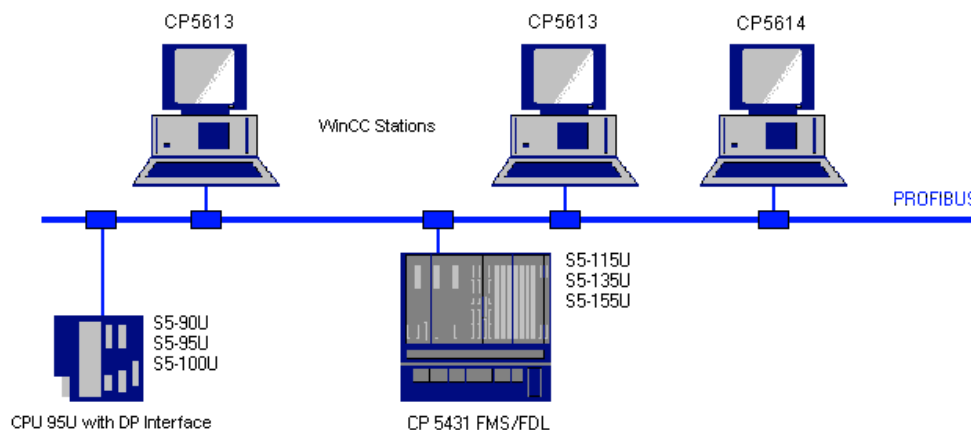 CP5613
CP5613
CP5614
WinCC Stations
PROFIBUS
S5-115U
S5-135U
S5-155U
S5-90U
S5-95U
S5-100U
CPU 95U with DP Interface
CP 5431 FMS/FDL